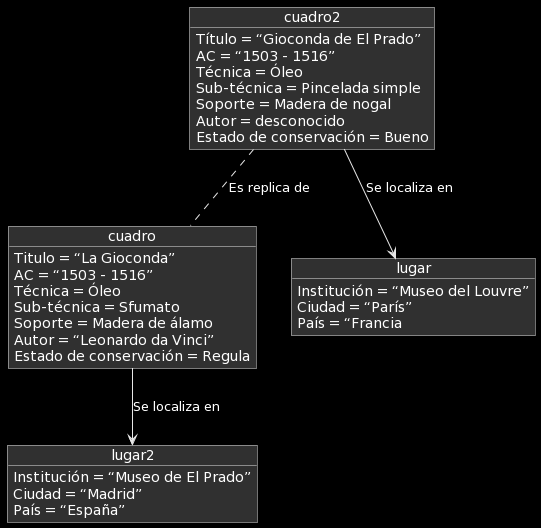 cuadro2
Título = “Gioconda de El Prado”
AC = “1503 - 1516”
Técnica = Óleo
Sub-técnica = Pincelada simple
Soporte = Madera de nogal
Autor = desconocido
Estado de conservación = Bueno
Es replica de
Se localiza en
cuadro
Titulo = “La Gioconda”
AC = “1503 - 1516”
Técnica = Óleo
Sub-técnica = Sfumato
Soporte = Madera de álamo
Autor = “Leonardo da Vinci”
Estado de conservación = Regula
lugar
Institución = “Museo del Louvre”
Ciudad = “París”
País = “Francia
Se localiza en
lugar2
Institución = “Museo de El Prado”
Ciudad = “Madrid”
País = “España”